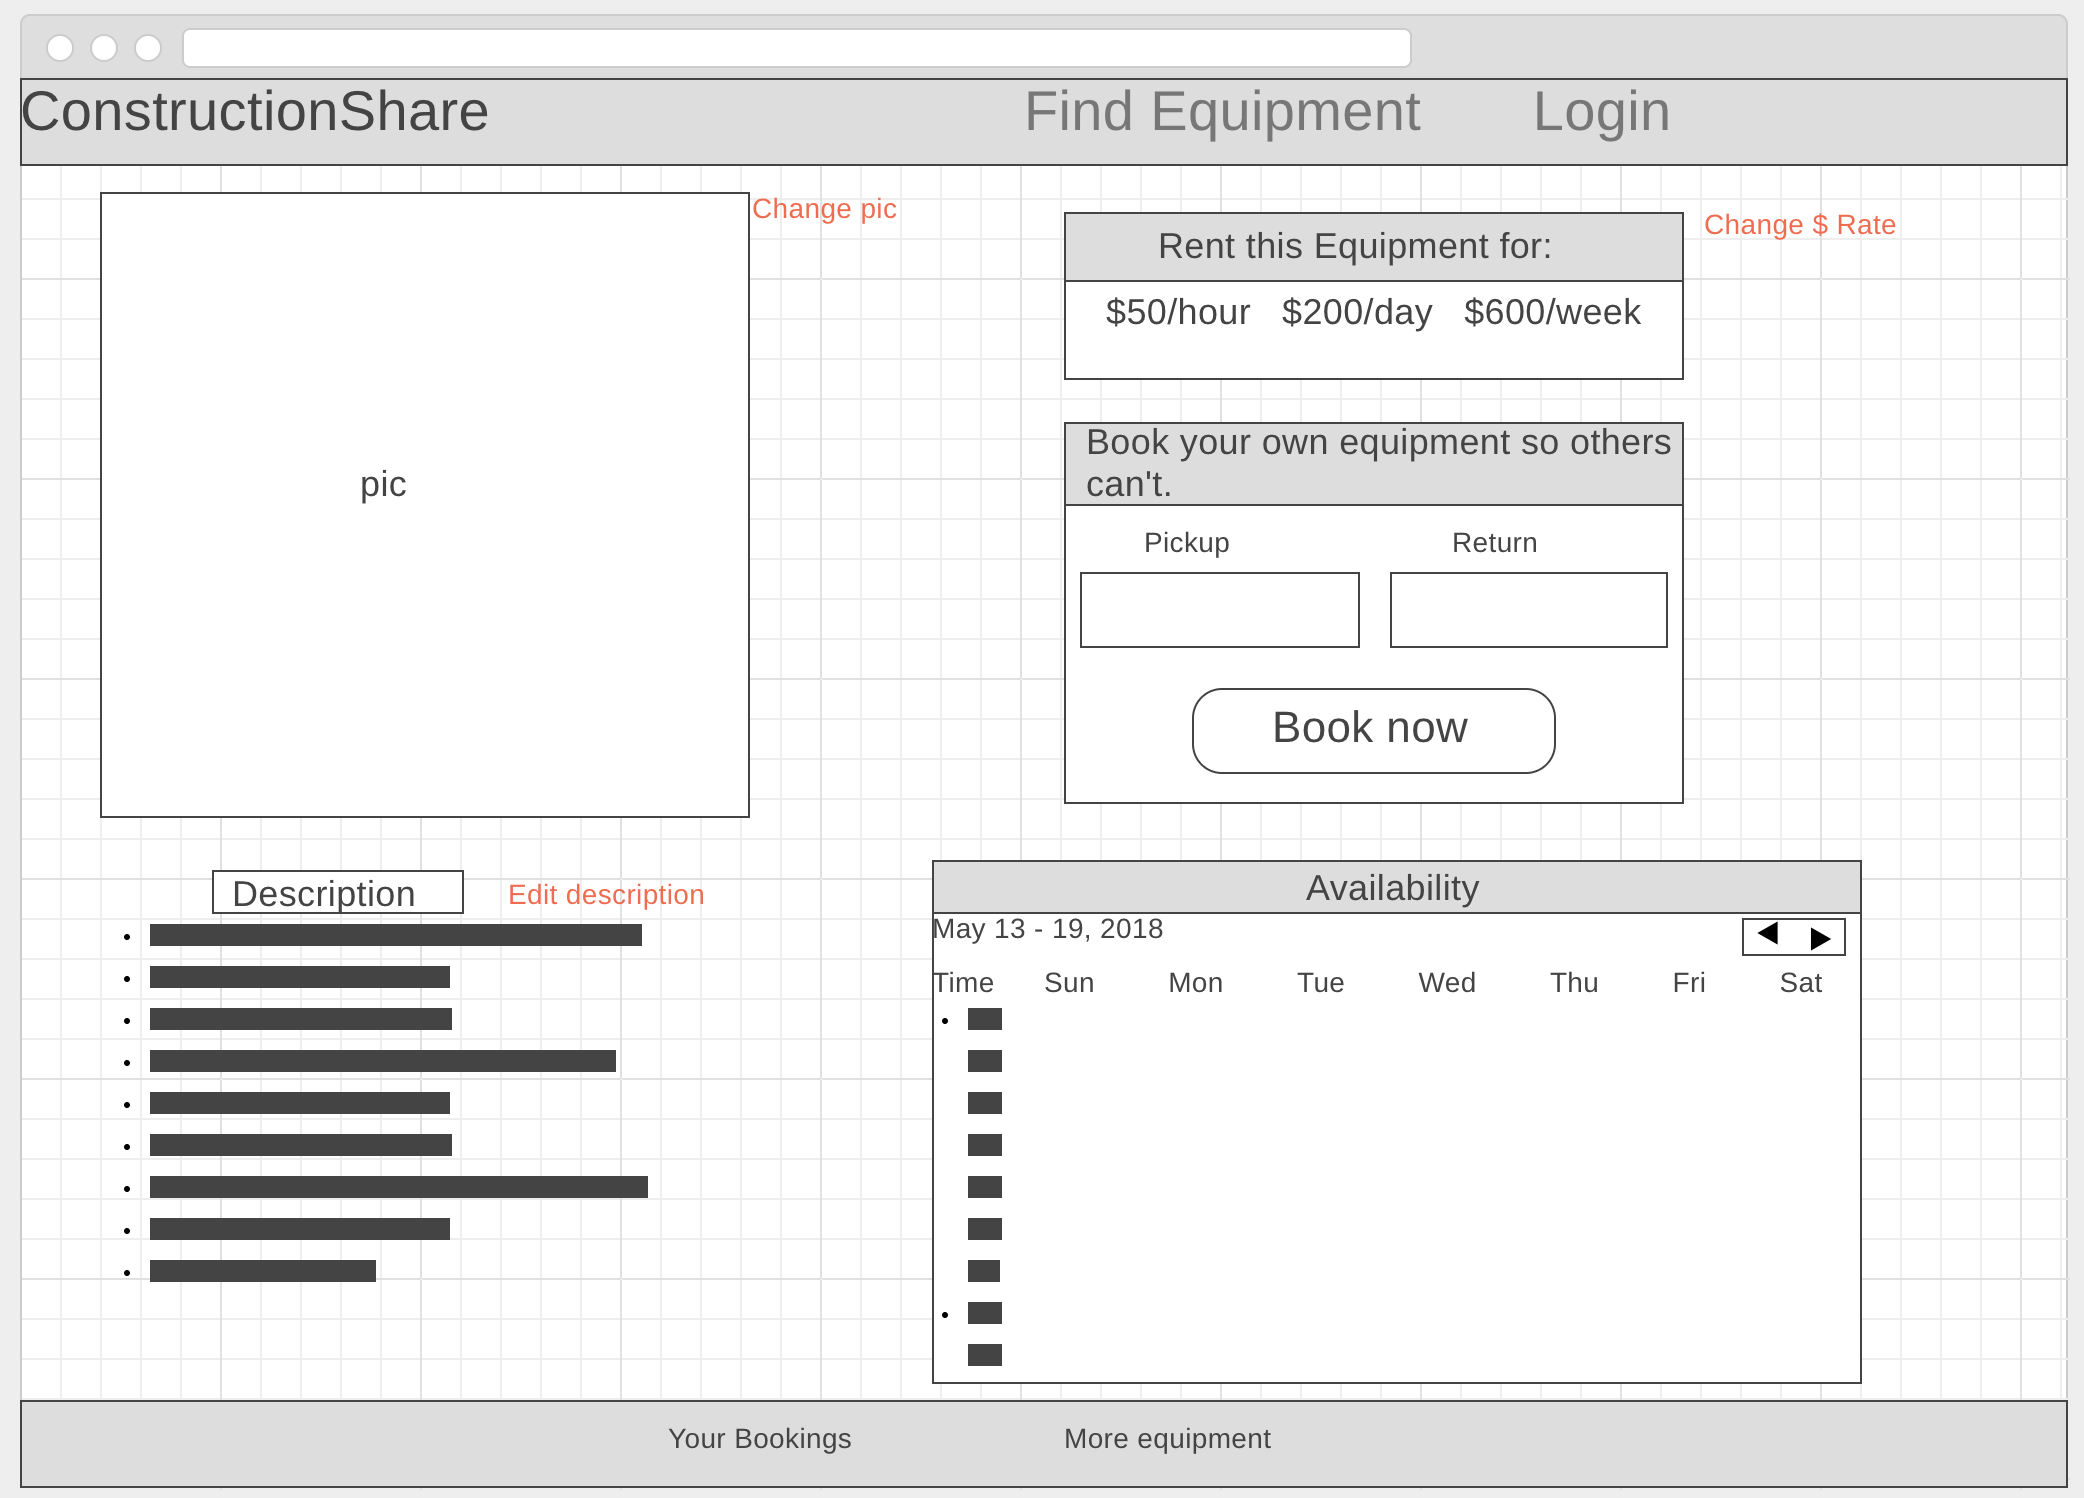 ConstructionShare Find Equipment Login
Change pic
Change $ Rate
Rent this Equipment for:
$50/hour $200/day $600/week
pic
Book your own equipment so others
can't.
Pickup Return
Book now
Description Edit description
Availability
May 13 - 19, 2018
Time Sun Mon Tue Wed Thu Fri Sat
Your Bookings More equipment